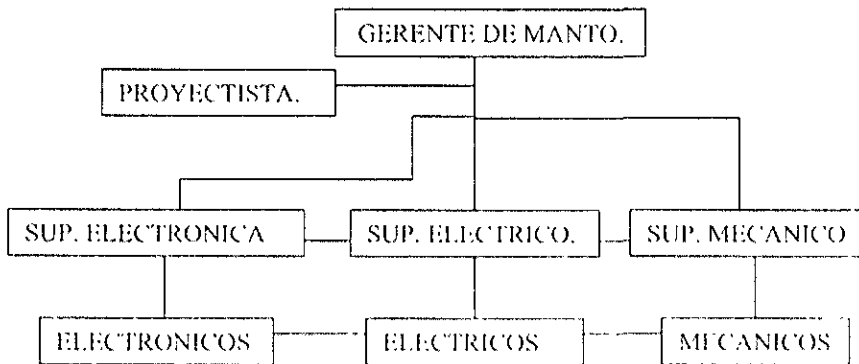 GERENTE DE MANTO.
PROYECTISTA.
SUP. ELECTRONICA
SUP. ELECTRICO.
SUP. MECANICO
ELECTRONICOS
ELECTRICOS
MECANICOS